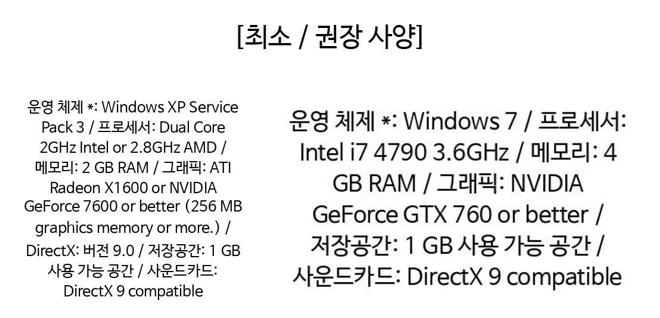 [최소 / 권장 사양]
운영 체제 *: Windows XP Service
Pack 3 / 프로세서: Dual Core
2GHz Intel or 2.8GHz AMD /
메모리: 2 GB RAM / 그래픽: ATI
Radeon X1600 or NVIDIA
GeForce 7600 or better (256 MB
graphics memory or more.) /
DirectX: 버전 9.0 / 저장공간: 1 GB
사용 가능 공간 / 사운드카드:
DirectX 9 compatible
운영 체제 *: Windows 7 / 프로세서:
Intel i7 4790 3.6GHz / 메모리: 4
GB RAM / 그래픽: NVIDIA
GeForce GTX 760 or better /
저장공간: 1 GB 사용 가능 공간 /
사운드카드: DirectX 9 compatible